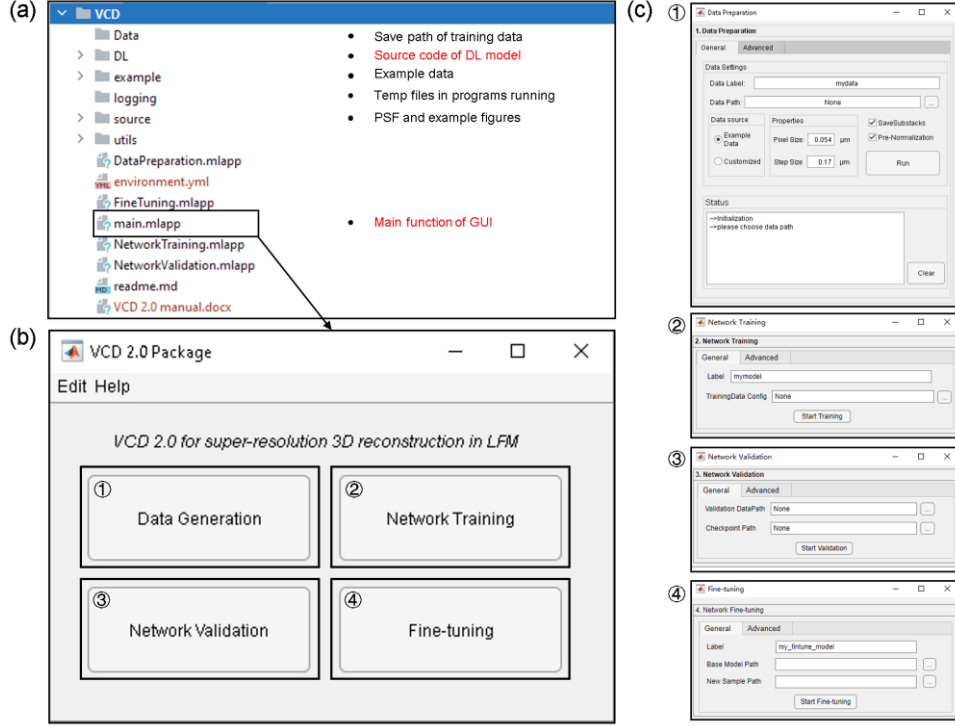 (a)
VCD
Data
• Save path of training data
DL
• Source code of DL model
example
• Example data
logging
• Temp files in programs running
source
• PSF and example figures
utils
DataPreparation.mlapp
environment.yml
FineTuning.mlapp
main.mlapp
• Main function of GUI
NetworkTraining.mlapp
NetworkValidation.mlapp
readme.md
VCD 2.0 manual.docx
(b)
VCD 2.0 Package
Edit Help
VCD 2.0 for super-resolution 3D reconstruction in LFM
①
Data Generation
②
Network Training
③
Network Validation
④
Fine-tuning
(c)
①
Data Preparation
1. Data Preparation
General Advanced
Data Settings
Data Label: mydata
Data Path: None ...
Data source
Example Data
Customized
Properties
Pixel Size: 0.054 μm
Step Size 0.17 μm
SaveSubstacks
Pre-Normalization
Run
Status
-->Initialization
-->please choose data path
Clear
②
Network Training
2. Network Training
General Advanced
Label mymodel
TrainingData Config None ...
Start Training
③
Network Validation
3. Network Validation
General Advanced
Validation DataPath None ...
Checkpoint Path None ...
Start Validation
④
Fine-tuning
4. Network Fine-tuning
General Advanced
Label my_fintune_model
Base Model Path ...
New Sample Path ...
Start Fine-tuning